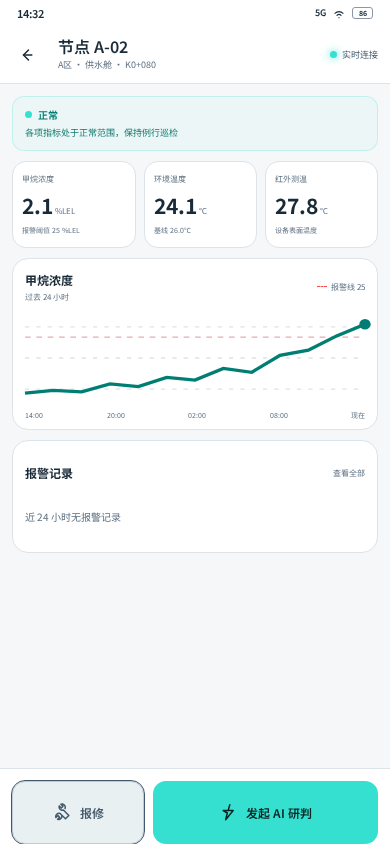 14:32
5G
86
节点 A-02
A区 · 供水舱 · K0+080
实时连接
正常
各项指标处于正常范围，保持例行巡检
甲烷浓度
2.1 %LEL
报警阈值 25 %LEL
环境温度
24.1 °C
基线 26.0°C
红外测温
27.8 °C
设备表面温度
甲烷浓度
过去 24 小时
报警线 25
14:00
20:00
02:00
08:00
现在
报警记录
查看全部
近 24 小时无报警记录
报修
发起 AI 研判